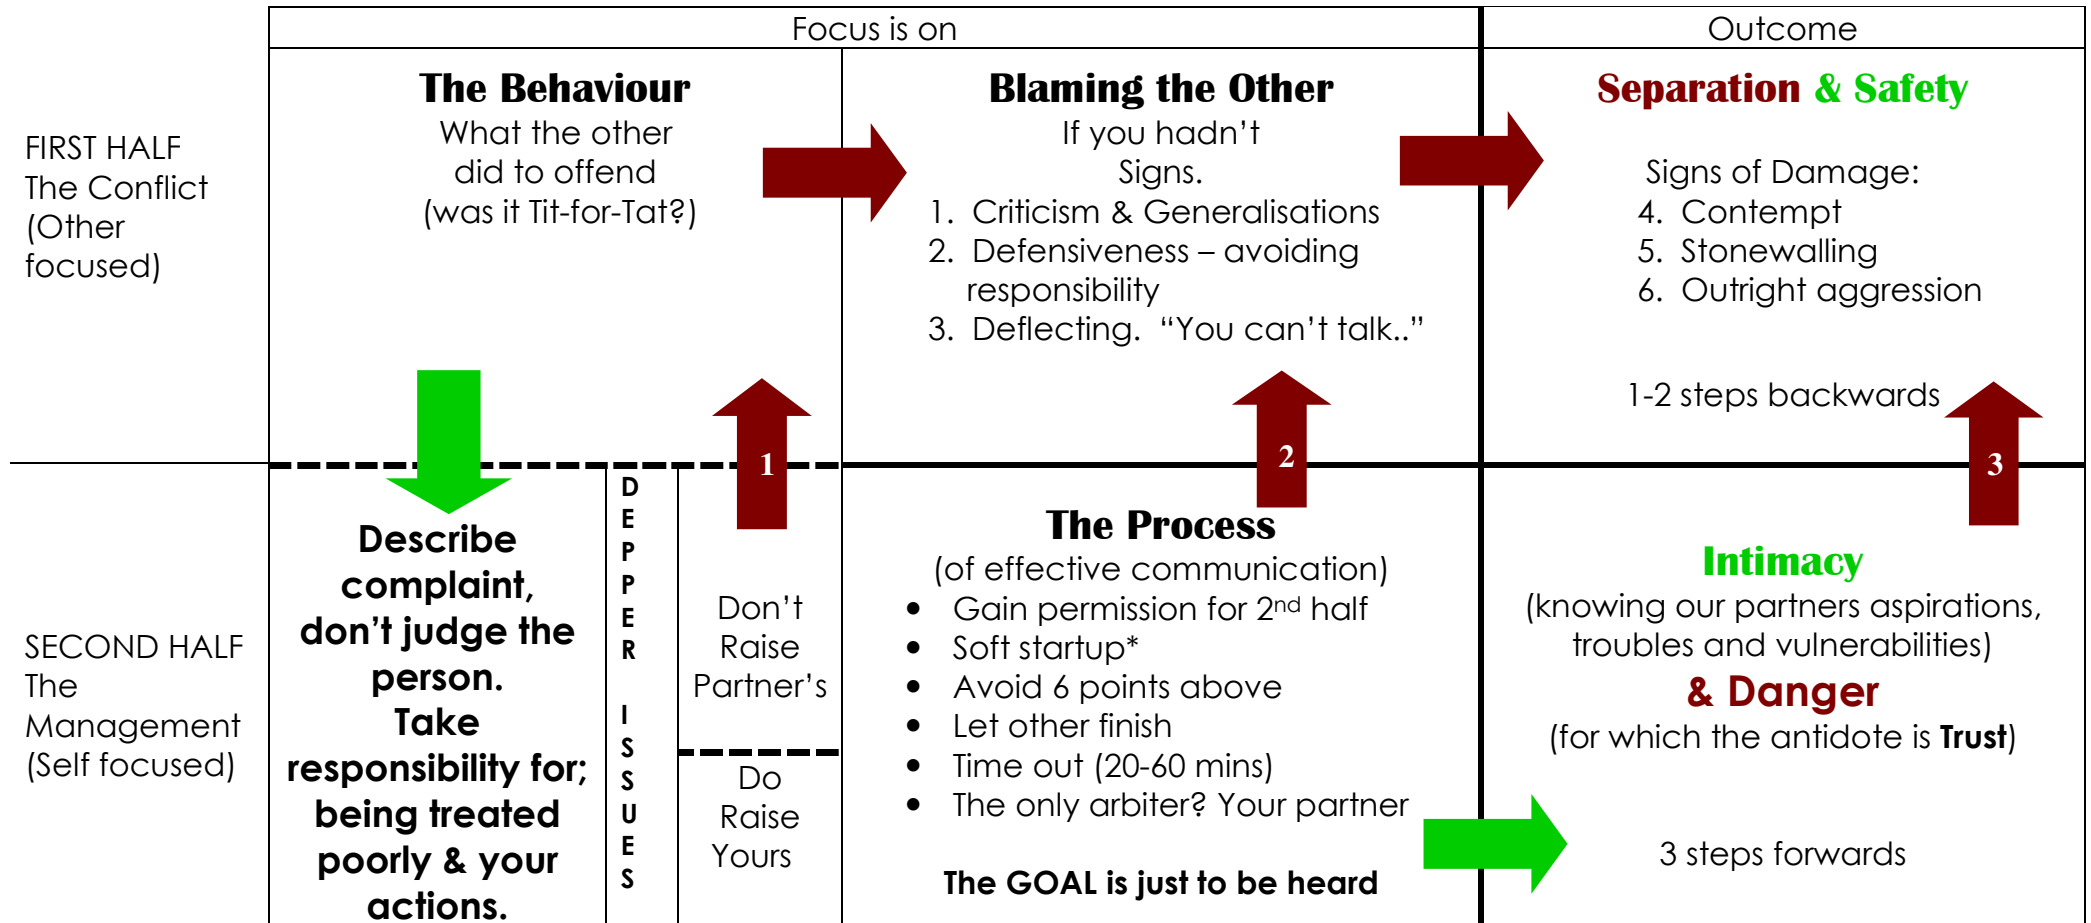 Focus is on
Outcome
FIRST HALF
The Conflict
(Other
focused)
The Behaviour
What the other
did to offend
(was it Tit-for-Tat?)
Blaming the Other
If you hadn't
Signs.
1. Criticism & Generalisations
2. Defensiveness – avoiding
responsibility
3. Deflecting. “You can't talk..”
Separation & Safety
Signs of Damage:
4. Contempt
5. Stonewalling
6. Outright aggression
1-2 steps backwards
1
2
3
SECOND HALF
The
Management
(Self focused)
Describe
complaint,
don't judge the
person.
Take
responsibility for;
being treated
poorly & your
actions.
D
E
P
P
E
R
I
S
S
U
E
S
Don't
Raise
Partner's
Do
Raise
Yours
The Process
(of effective communication)
• Gain permission for 2nd half
• Soft startup*
• Avoid 6 points above
• Let other finish
• Time out (20-60 mins)
• The only arbiter? Your partner
The GOAL is just to be heard
Intimacy
(knowing our partners aspirations,
troubles and vulnerabilities)
& Danger
(for which the antidote is Trust)
3 steps forwards